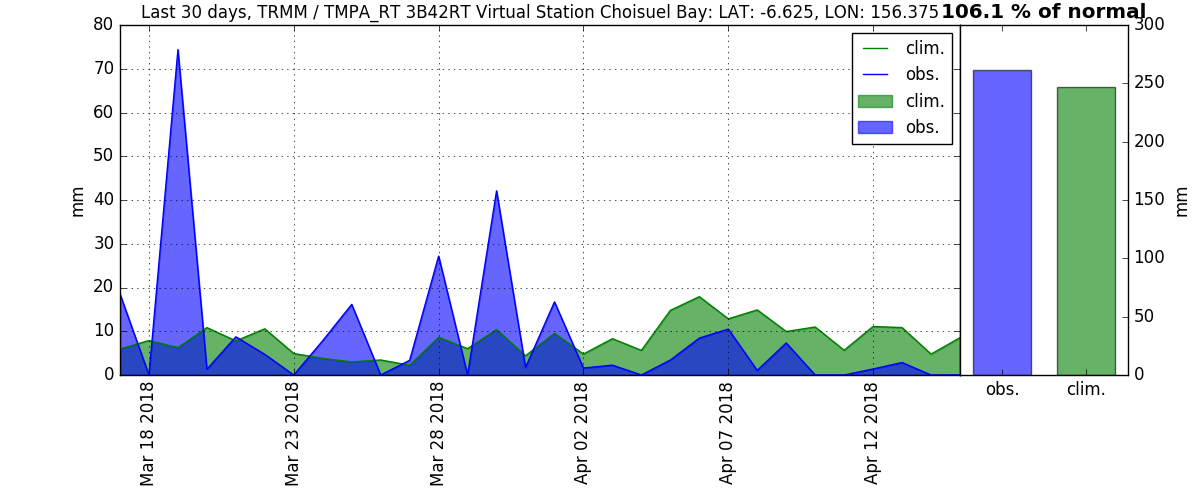 Last 30 days, TRMM / TMPA_RT 3B42RT Virtual Station Choisuel Bay: LAT: -6.625, LON: 156.375
106.1 % of normal
80
70
60
50
40
30
20
10
0
mm
clim.
obs.
clim.
obs.
Mar 18 2018
Mar 23 2018
Mar 28 2018
Apr 02 2018
Apr 07 2018
Apr 12 2018
300
250
200
150
100
50
0
mm
obs.
clim.